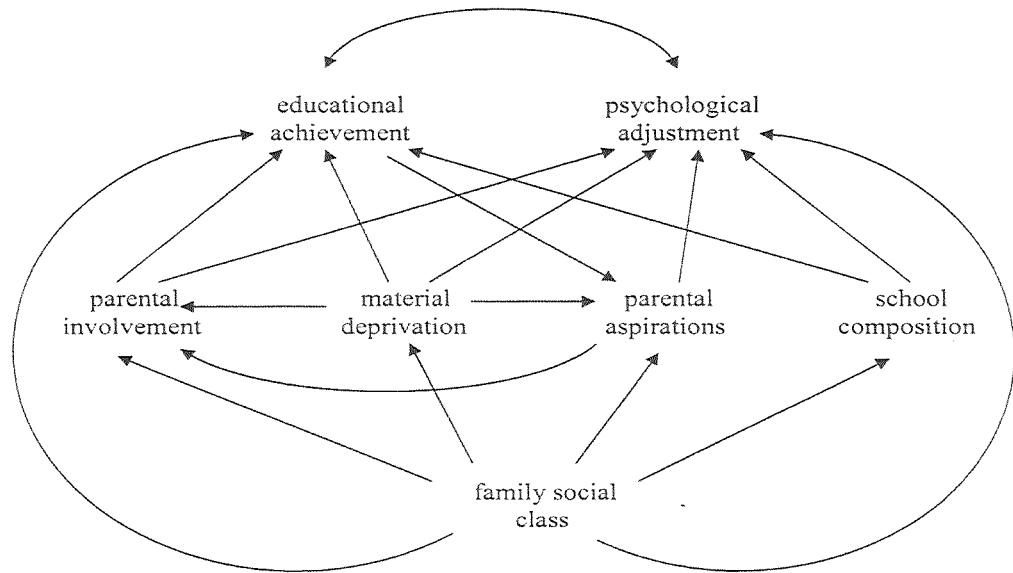 educational
achievement
psychological
adjustment
parental
involvement
material
deprivation
parental
aspirations
school
composition
family social
class